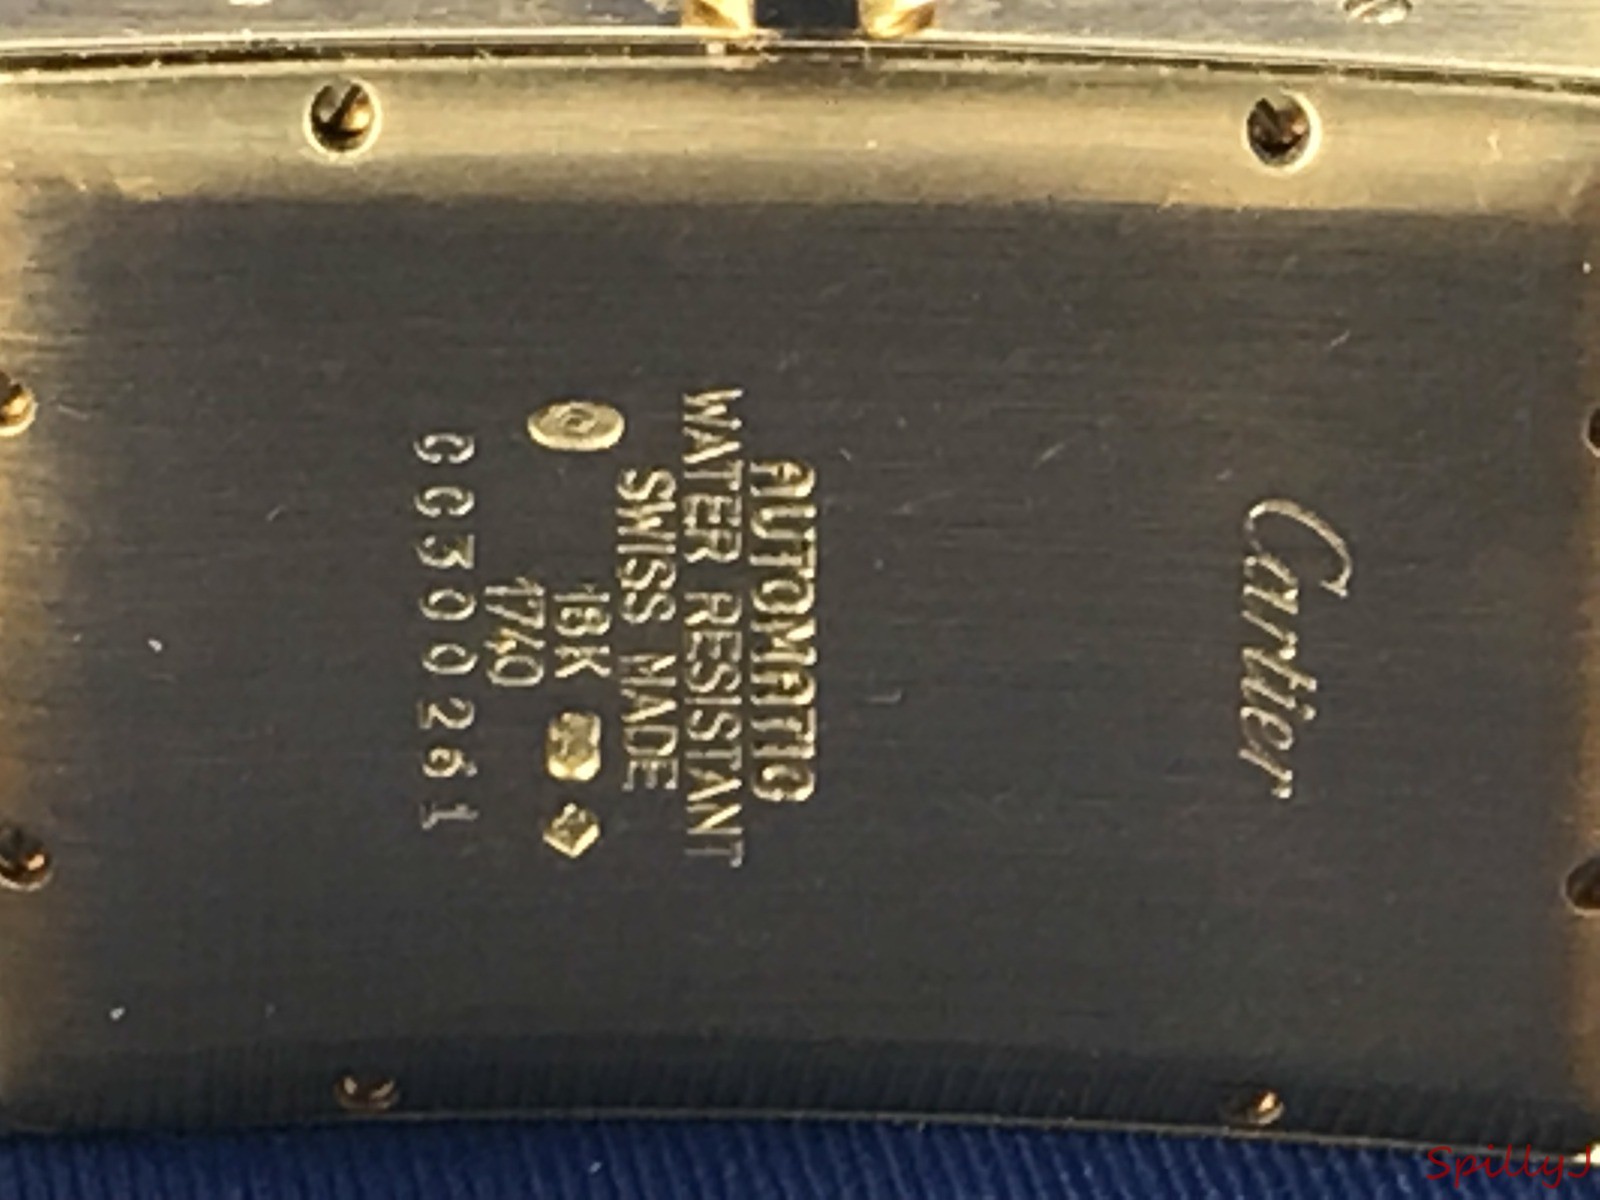 Cartier
AUTOMATIC
WATER RESISTANT
SWISS MADE
18K
1740
CC300261
SpillyJ